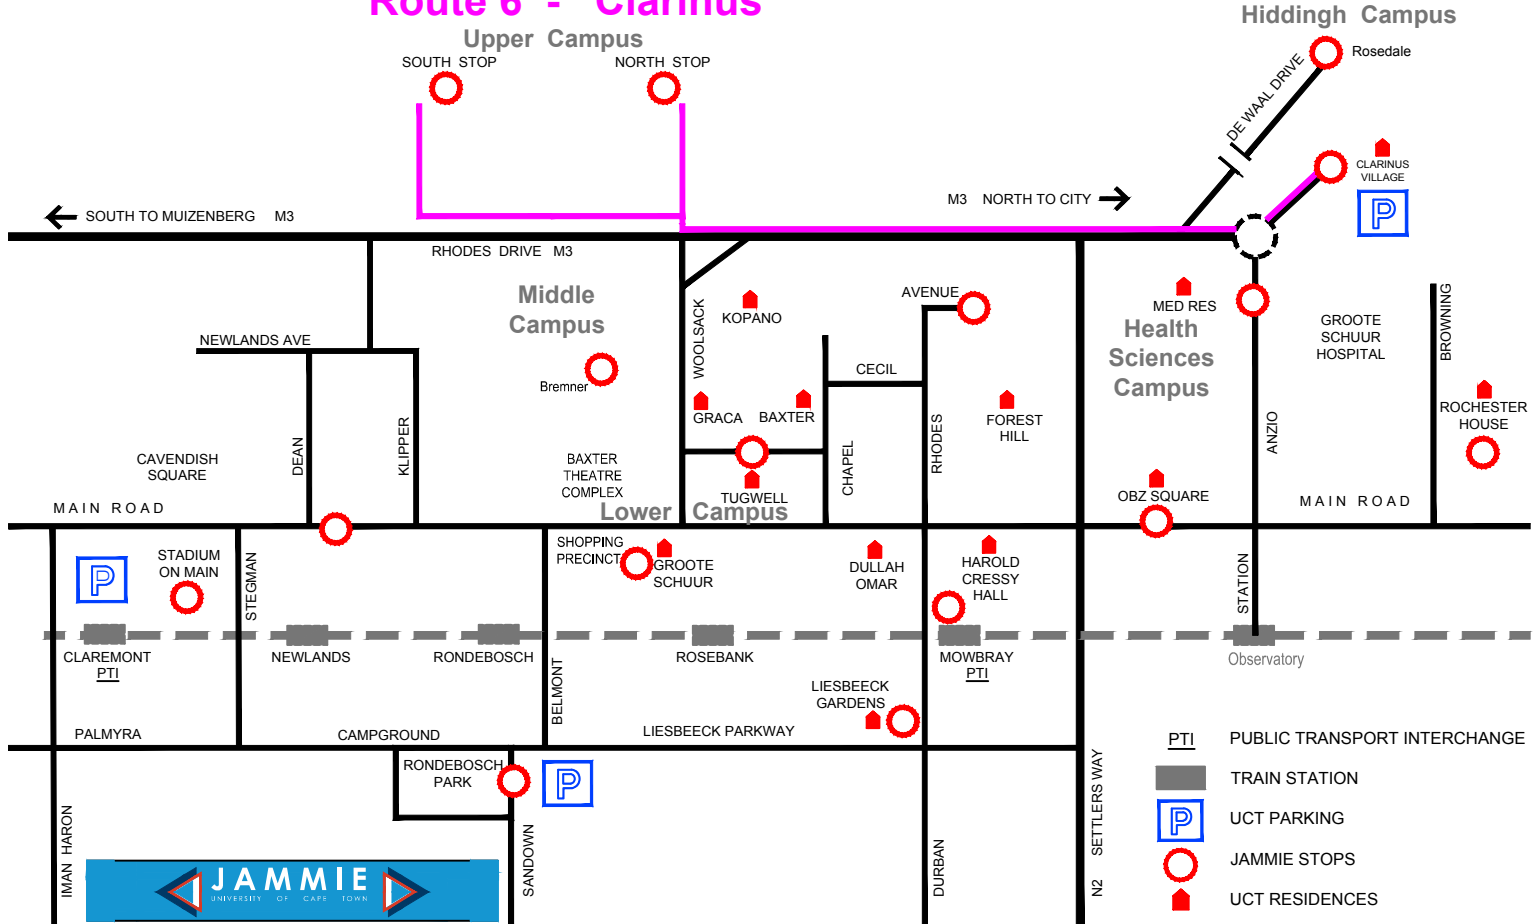 Route 6 - Clarinus
Hiddingh Campus
Upper Campus
SOUTH STOP
NORTH STOP
Rosedale
DE WAAL DRIVE
CLARINUS
VILLAGE
P
M3 NORTH TO CITY
SOUTH TO MUIZENBERG M3
RHODES DRIVE M3
Middle
Campus
KOPANO
AVENUE
MED RES
Health
Sciences
Campus
GROOTE
SCHUUR
HOSPITAL
BROWNING
NEWLANDS AVE
WOOLSACK
Bremner
CECIL
GRACA
BAXTER
FOREST
HILL
ROCHESTER
HOUSE
DEAN
KLIPPER
CHAPEL
RHODES
ANZIO
CAVENDISH
SQUARE
BAXTER
THEATRE
COMPLEX
TUGWELL
OBZ SQUARE
MAIN ROAD
MAIN ROAD
Lower Campus
STADIUM
ON MAIN
P
STEGMAN
SHOPPING
PRECINCT
GROOTE
SCHUUR
DULLAH
OMAR
HAROLD
CRESSY
HALL
STATION
CLAREMONT
PTI
NEWLANDS
RONDEBOSCH
ROSEBANK
MOWBRAY
PTI
Observatory
BELMONT
LIESBEECK
GARDENS
PALMYRA
CAMPGROUND
LIESBEECK PARKWAY
RONDEBOSCH
PARK
P
IMAN HARON
SANDOWN
DURBAN
N2 SETTLERS WAY
PTI PUBLIC TRANSPORT INTERCHANGE
TRAIN STATION
P UCT PARKING
JAMMIE STOPS
UCT RESIDENCES
JAMMIE
UNIVERSITY OF CAPE TOWN